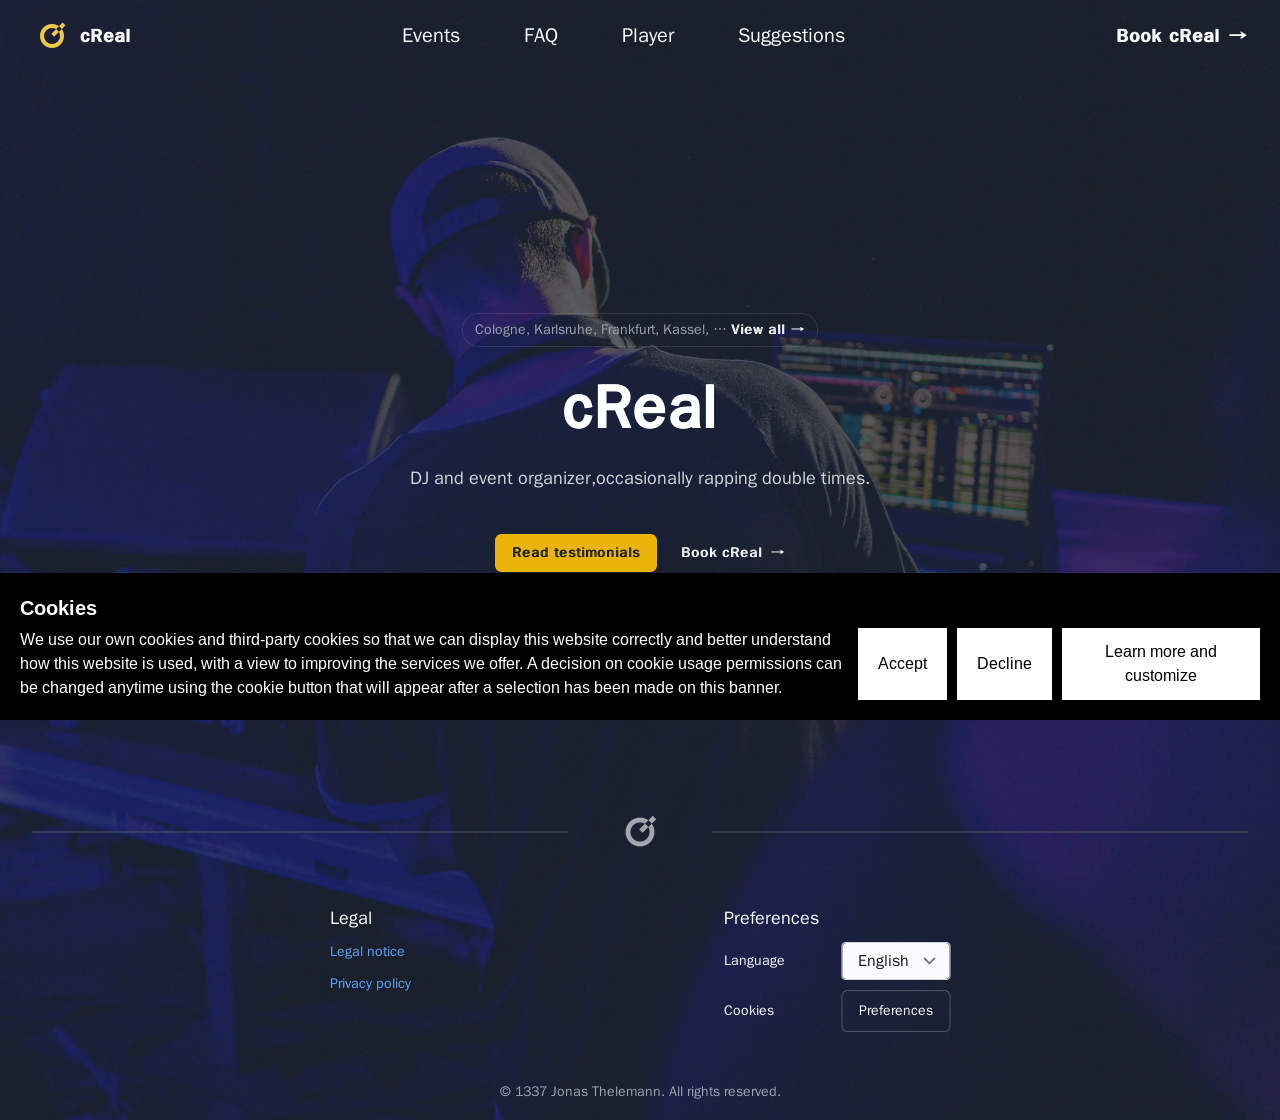 cReal
Events
FAQ
Player
Suggestions
Book cReal →
Cologne, Karlsruhe, Frankfurt, Kassel, … View all →
cReal
DJ and event organizer,occasionally rapping double times.
Read testimonials
Book cReal →
Cookies
We use our own cookies and third-party cookies so that we can display this website correctly and better understand
how this website is used, with a view to improving the services we offer. A decision on cookie usage permissions can
be changed anytime using the cookie button that will appear after a selection has been made on this banner.
Accept
Decline
Learn more and
customize
Legal
Legal notice
Privacy policy
Preferences
Language
English
Cookies
Preferences
© 1337 Jonas Thelemann. All rights reserved.